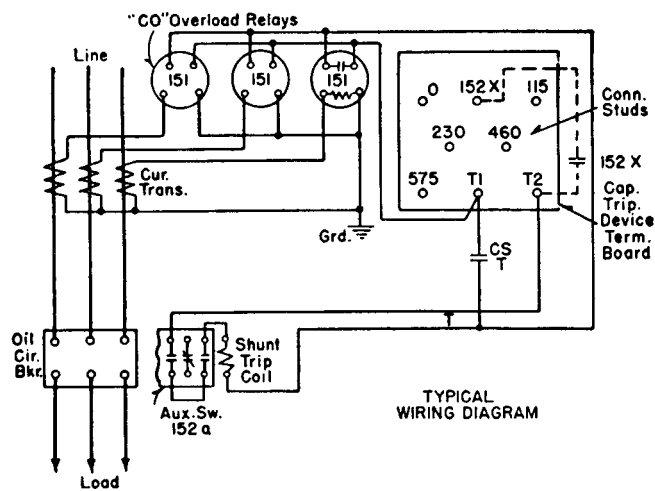 "CO" Overload Relays
Line
151
151
151
0
152X
115
Conn.
Studs
230
460
152 X
575
T1
T2
Cap.
Trip.
Device
Term.
Board
Cur.
Trans.
Grd.
CS
T
Oil
Cir.
Bkr.
Shunt
Trip
Coil
T
Aux.Sw.
152a
TYPICAL
WIRING DIAGRAM
Load